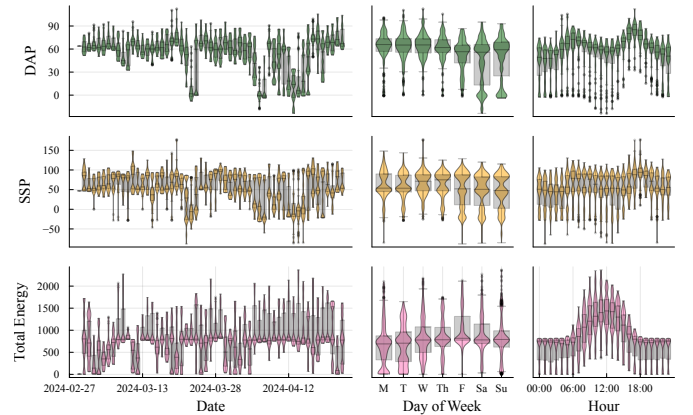 90
60
30
0
DAP
150
100
50
0
−50
SSP
2000
1500
1000
500
0
Total Energy
2024-02-27 2024-03-13 2024-03-28 2024-04-12
Date
M T W Th F Sa Su
Day of Week
00:00 06:00 12:00 18:00
Hour